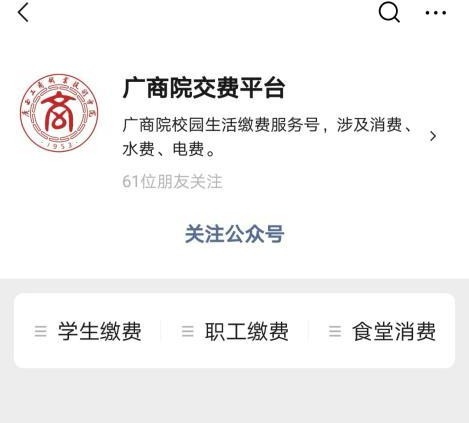 广商院交费平台
广商院校园生活缴费服务号，涉及消费、
水费、电费。
61位朋友关注
关注公众号
学生缴费 职工缴费 食堂消费
商
1953